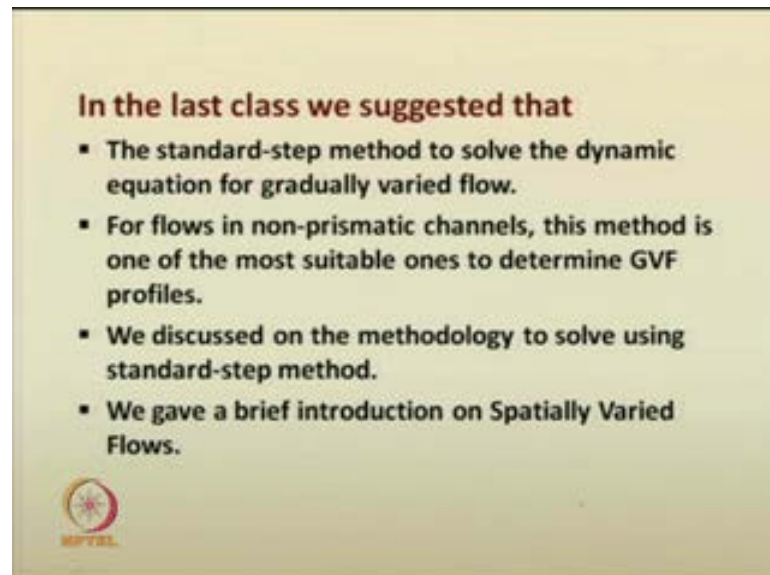 In the last class we suggested that
▪ The standard-step method to solve the dynamic
equation for gradually varied flow.
▪ For flows in non-prismatic channels, this method is
one of the most suitable ones to determine GVF
profiles.
▪ We discussed on the methodology to solve using
standard-step method.
▪ We gave a brief introduction on Spatially Varied
Flows.
NPTEL